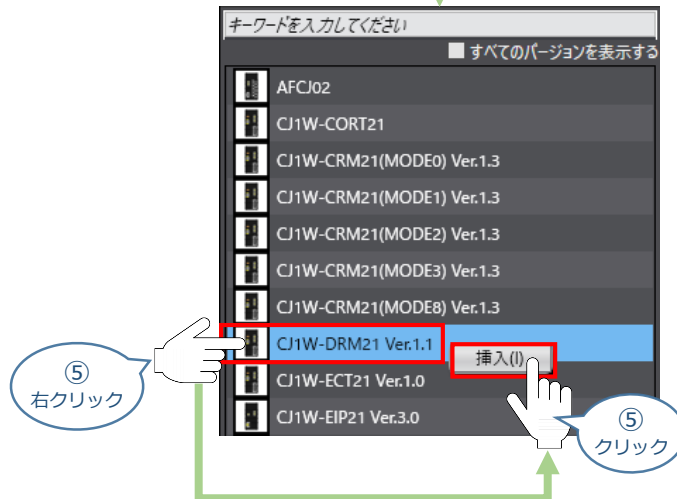 キーワードを入力してください
すべてのバージョンを表示する
AFCJ02
CJ1W-CORT21
CJ1W-CRM21(MODE0) Ver.1.3
CJ1W-CRM21(MODE1) Ver.1.3
CJ1W-CRM21(MODE2) Ver.1.3
CJ1W-CRM21(MODE3) Ver.1.3
CJ1W-CRM21(MODE8) Ver.1.3
CJ1W-DRM21 Ver.1.1
挿入(I)
⑤
右クリック
CJ1W-ECT21 Ver.1.0
CJ1W-EIP21 Ver.3.0
⑤
クリック